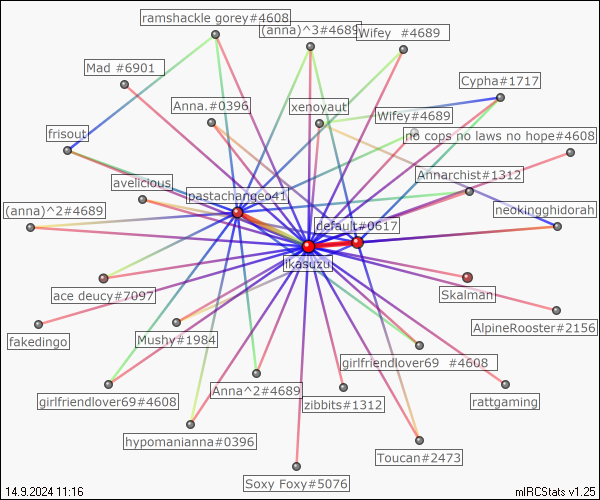 ramshackle gorey#4608
(anna)^3#4689
Wifey  #4689
Mad #6901
Cypha#1717
Anna.#0396
xenoyaut
Wifey#4689
frisout
no cops no laws no hope#4608
Annarchist#1312
avelicious
pastachangeo41
(anna)^2#4689
default#0617
neokingghidorah
ikasuzu
ace deucy#7097
Skalman
fakedingo
Mushy#1984
AlpineRooster#2156
girlfriendlover69  #4608
Anna^2#4689
girlfriendlover69#4608
zibbits#1312
rattgaming
hypomanianna#0396
Toucan#2473
Soxy Foxy#5076
14.9.2024 11:16
mIRCStats v1.25